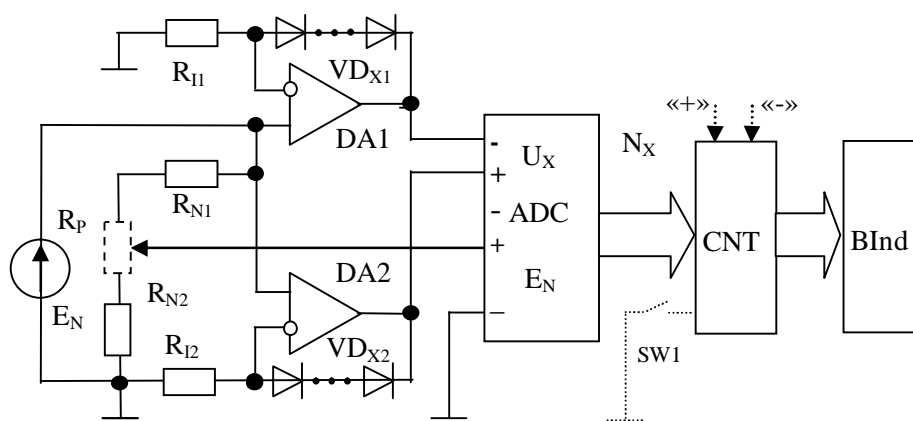 R_I1
VD_X1
«+» «-»
DA1
- U_X
+
- ADC
+
E_N
–
N_X
CNT
BInd
R_N1
R_P
R_N2
E_N
DA2
R_I2
VD_X2
SW1